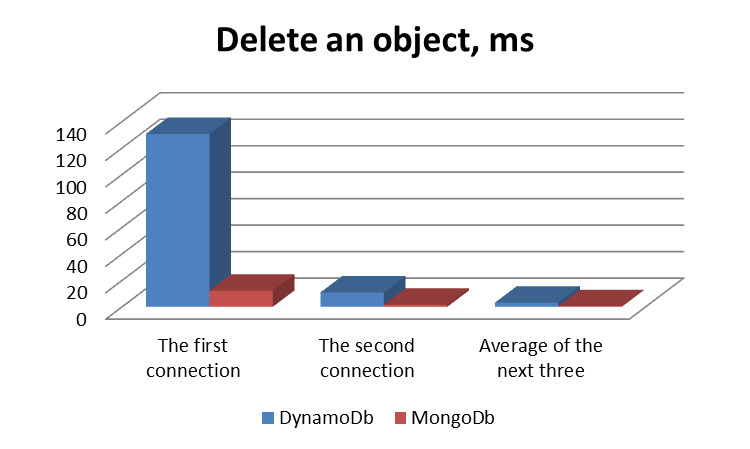 Delete an object, ms
140
120
100
80
60
40
20
0
The first
connection
The second
connection
Average of the
next three
DynamoDb MongoDb